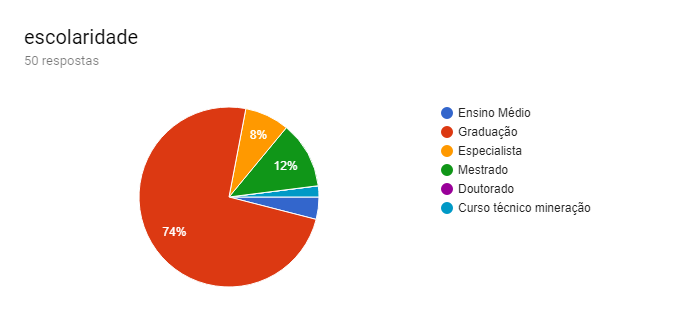 escolaridade
50 respostas
8%
12%
74%
Ensino Médio
Graduação
Especialista
Mestrado
Doutorado
Curso técnico mineração